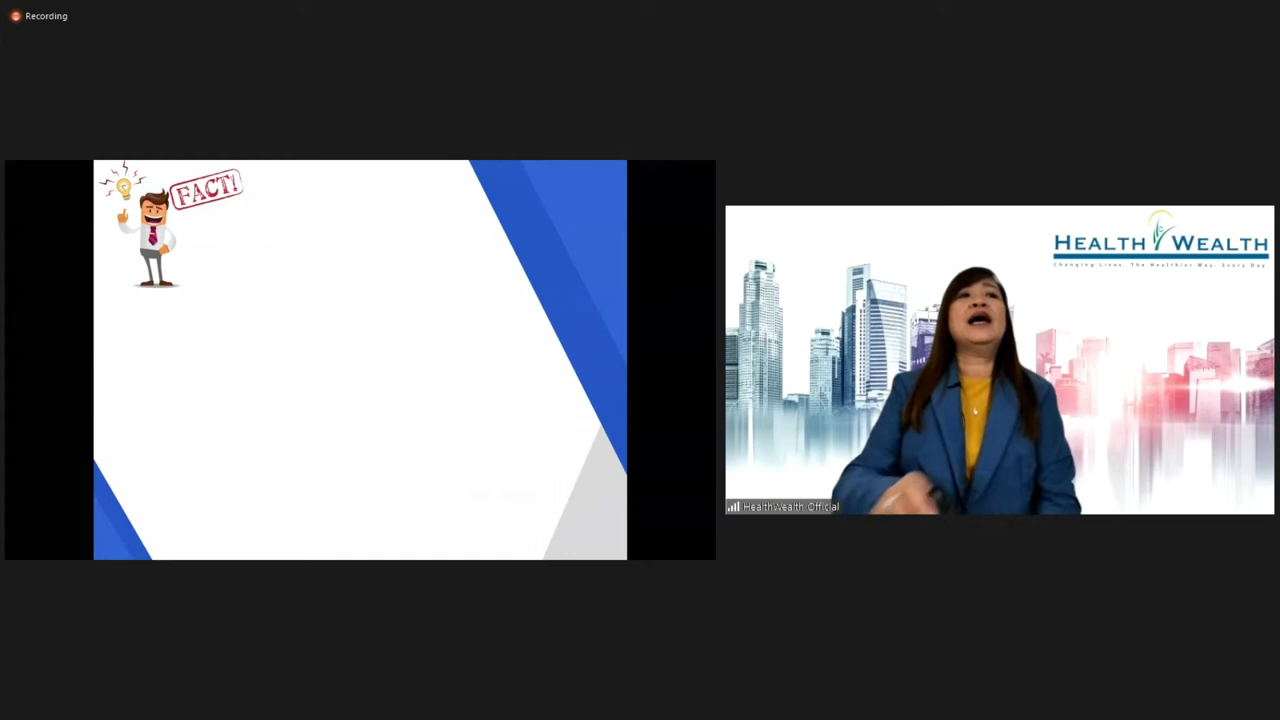 Recording
FACT!
HEALTH WEALTH
Changing Lives. The Healthier Way. Every Day.
HealthWealth Official